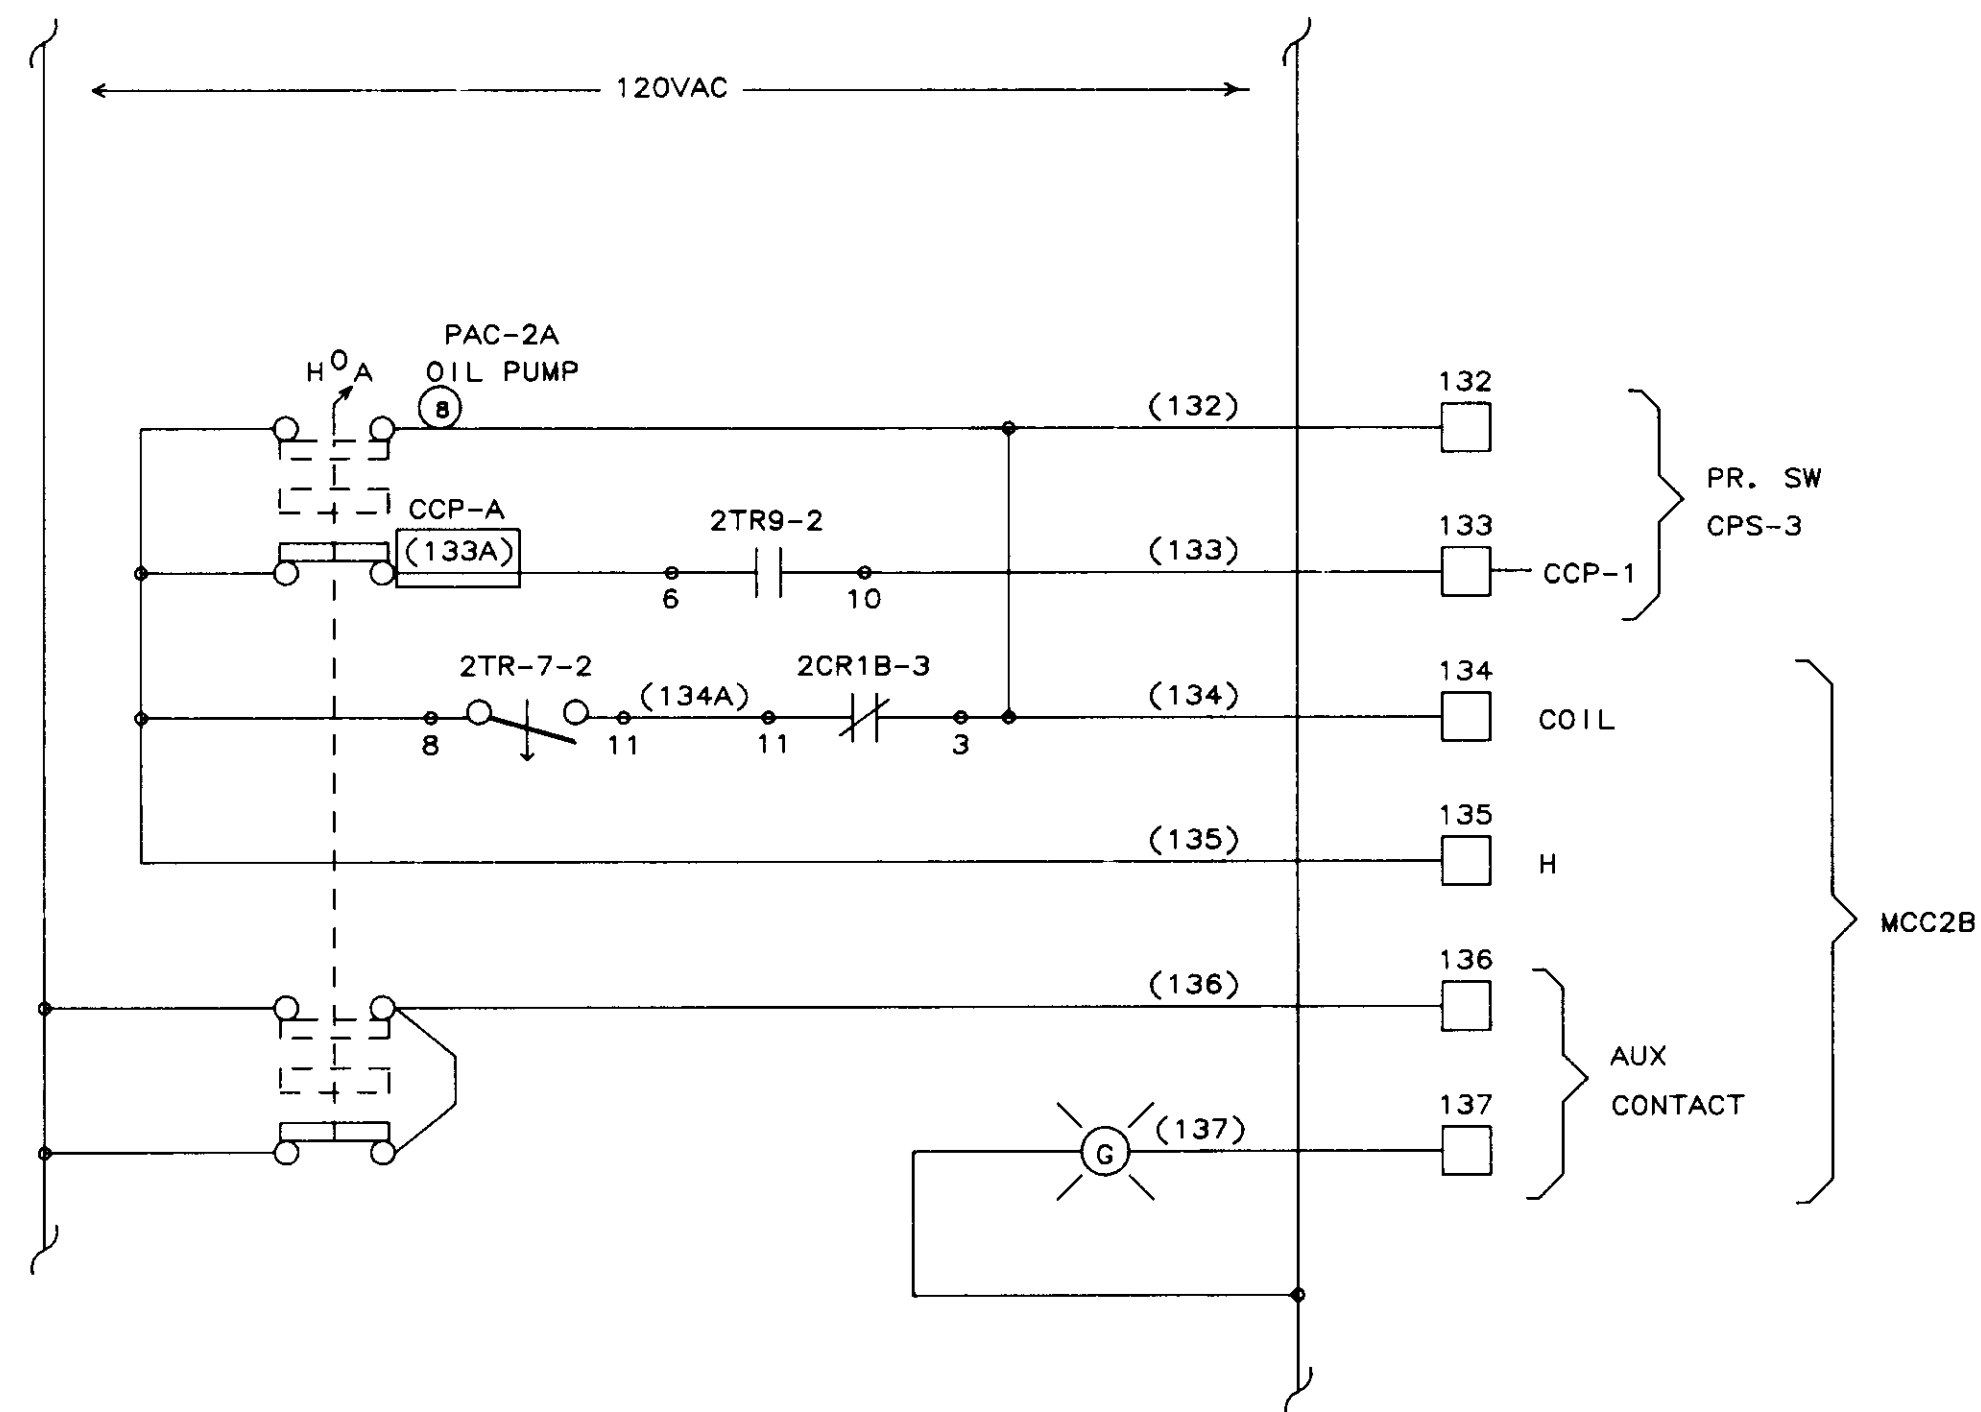 120VAC
PAC-2A
OIL PUMP
H O A
8
(132)
132
PR. SW
CPS-3
CCP-A
(133A)
2TR9-2
6
10
(133)
133
CCP-1
2TR-7-2
8
11
(134A)
2CR1B-3
11
3
(134)
134
COIL
(135)
135
H
MCC2B
(136)
136
AUX
CONTACT
G
(137)
137